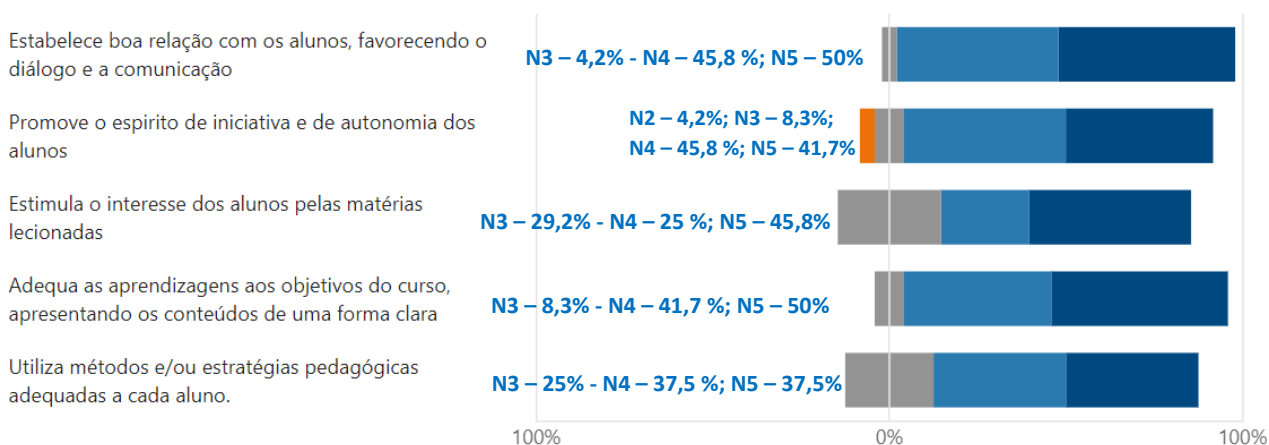 Estabelece boa relação com os alunos, favorecendo o
diálogo e a comunicação
N3 – 4,2% - N4 – 45,8 %; N5 – 50%
Promove o espirito de iniciativa e de autonomia dos
alunos
N2 – 4,2%; N3 – 8,3%;
N4 – 45,8 %; N5 – 41,7%
Estimula o interesse dos alunos pelas matérias
lecionadas
N3 – 29,2% - N4 – 25 %; N5 – 45,8%
Adequa as aprendizagens aos objetivos do curso,
apresentando os conteúdos de uma forma clara
N3 – 8,3% - N4 – 41,7 %; N5 – 50%
Utiliza métodos e/ou estratégias pedagógicas
adequadas a cada aluno.
N3 – 25% - N4 – 37,5 %; N5 – 37,5%
100% 0% 100%